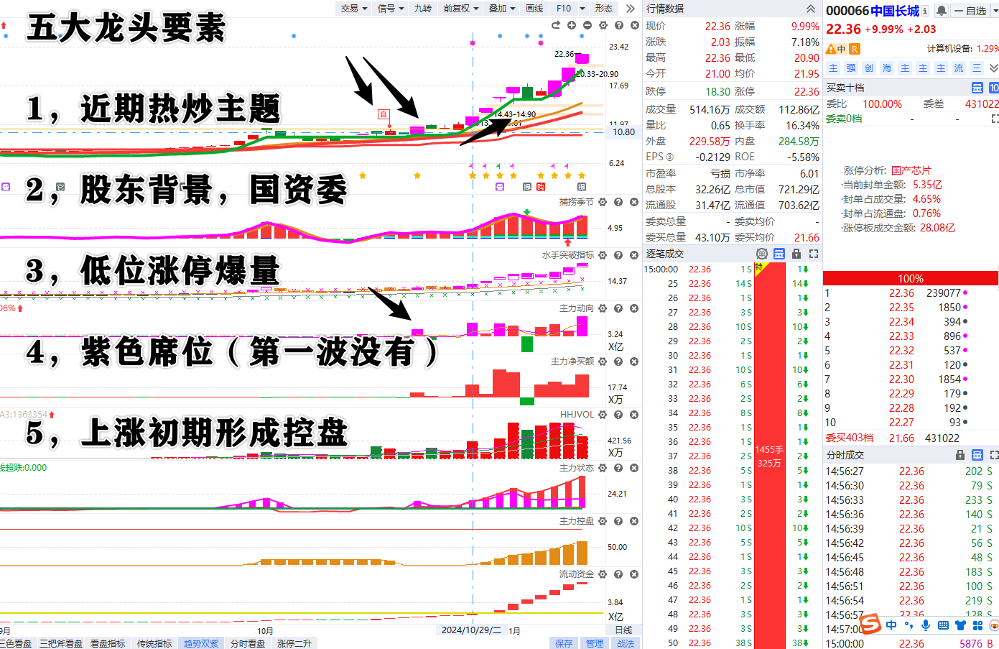 交易 信号 九转 前复权 叠加 画线 F10 形态
五大龙头要素
1，近期热炒主题
2，股东背景，国资委
3，低位涨停爆量
4，紫色席位（第一波没有）
5，上涨初期形成控盘
22.36
23.42
20.33-20.90
17.69
14.43-14.90
自
11.97
10.80
6.24
捕捞季节
4.95
水手突破指标
14.37
06%
主力动向
3.24
X亿
主力净买额
17.74
X万
A3:1363354
HHJVOL
421.56
X万
线超跌:0.000
主力状态
24.21
主力控盘
50.00
流动资金
3.84
X亿
9月 10月 2024/10/29/二 1月 日线
三色看盘 三把斧看盘 看盘指标 传统指标 趋势双紫 分时看盘 涨停二升 保存 管理 战法
行情数据
现价 22.36 涨幅 9.99%
涨跌 2.03 振幅 7.18%
最高 22.36 最低 20.90
今开 21.00 均价 21.95
跌停 18.30 涨停 22.36
成交量 514.16万 成交额 112.86亿
量比 0.65 换手率 16.34%
外盘 229.58万 内盘 284.58万
EPS③ -0.2129 ROE -5.58%
市盈率 亏损 市净率 6.01
总股本 32.26亿 总市值 721.29亿
流通股 31.47亿 流通值 703.62亿
委卖总量 - 委卖均价 -
委买总量 43.10万 委买均价 21.66
逐笔成交 单 量
特
15:00:00 22.36 1 S 1
25 22.36 14 S 14
26 22.36 1 S 1
27 22.36 3 S 3
28 22.36 10 S 10
29 22.36 2 S 2
30 22.36 1 S 1
31 22.36 10 S 10
32 22.36 6 S 6
33 22.36 2 S 2
34 22.36 8 S 8
35 22.36 1 S 1
36 22.36 1 S 1
37 22.36 2 S 2
38 22.36 5 S 5
39 22.36 1 S 1
40 22.36 3 S 3
41 22.36 2 S 2
42 22.36 10 S 10
43 22.36 5 S 5
44 22.36 1 S 1
45 22.36 3 S 3
46 22.36 2 S 2
47 22.36 1 S 1
48 22.36 3 S 3
49 22.36 3 S 3
50 22.36 38 S 38
1455手
325万
000066 中国长城 自选
22.36 +9.99% +2.03
中 R 计算机设备: 1.29%
主 强 创 海 主 主 主 流 三
买卖十档 量 10
委比 100.00% 委差 431022
委卖0档 - -
涨停分析: 国产芯片
·当前封单金额: 5.35亿
·封单占成交量: 4.65%
·封单占流通盘: 0.76%
·涨停板成交金额: 28.08亿
100%
1 22.36 239077
2 22.35 1850
3 22.34 394
4 22.33 896
5 22.32 537
6 22.31 120
7 22.30 1854
8 22.29 179
9 22.28 192
10 22.27 93
委买403档 21.66 431022
分时成交 量
14:56:27 22.36 202 S
14:56:30 22.36 79 S
14:56:33 22.36 233 S
14:56:36 22.36 140 S
14:56:39 22.36 21 S
14:56:42 22.36 56 S
14:56:45 22.36 48 S
14:56:48 22.36 183 S
14:56:51 22.36 100 S
14:56:54 22.36 219 S
14:56:57 22.36 128 S
14:57:00
中
15:00:00 22.36 5876 B